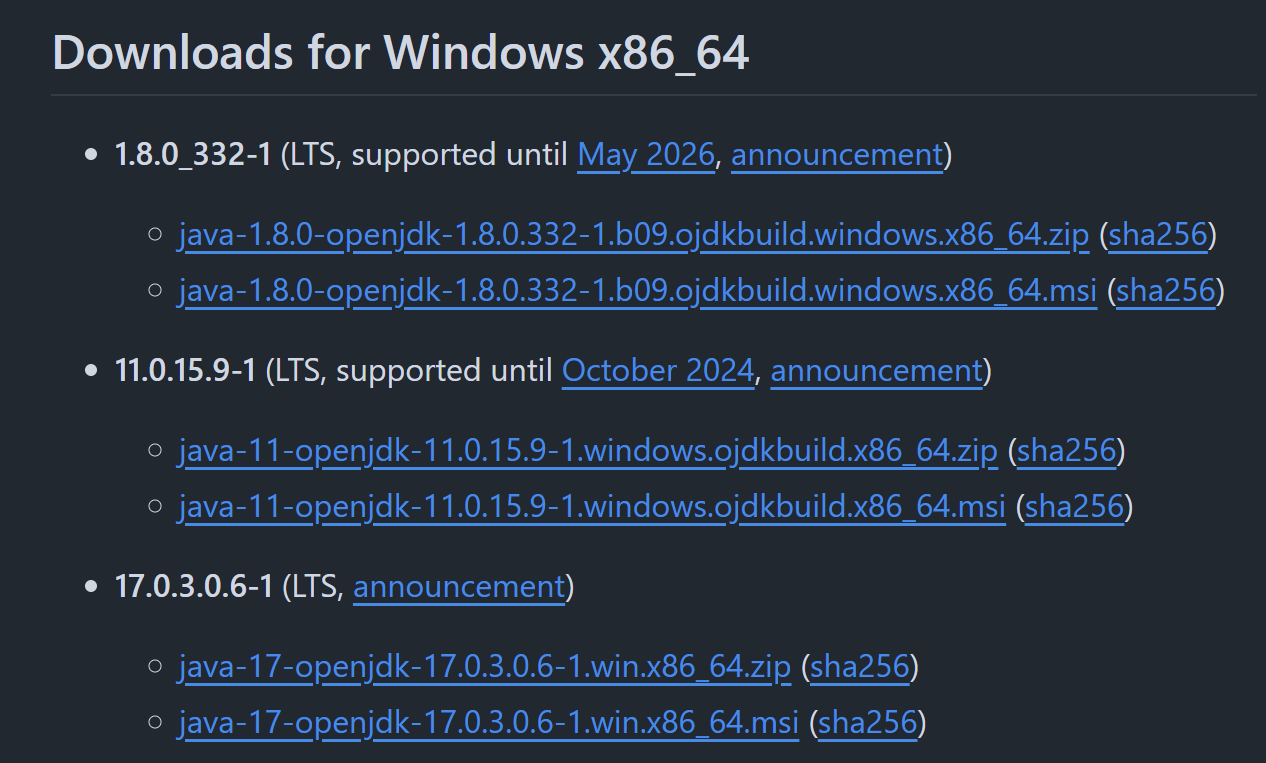 Downloads for Windows x86_64
1.8.0_332-1 (LTS, supported until May 2026, announcement)
java-1.8.0-openjdk-1.8.0.332-1.b09.ojdkbuild.windows.x86_64.zip (sha256)
java-1.8.0-openjdk-1.8.0.332-1.b09.ojdkbuild.windows.x86_64.msi (sha256)
11.0.15.9-1 (LTS, supported until October 2024, announcement)
java-11-openjdk-11.0.15.9-1.windows.ojdkbuild.x86_64.zip (sha256)
java-11-openjdk-11.0.15.9-1.windows.ojdkbuild.x86_64.msi (sha256)
17.0.3.0.6-1 (LTS, announcement)
java-17-openjdk-17.0.3.0.6-1.win.x86_64.zip (sha256)
java-17-openjdk-17.0.3.0.6-1.win.x86_64.msi (sha256)